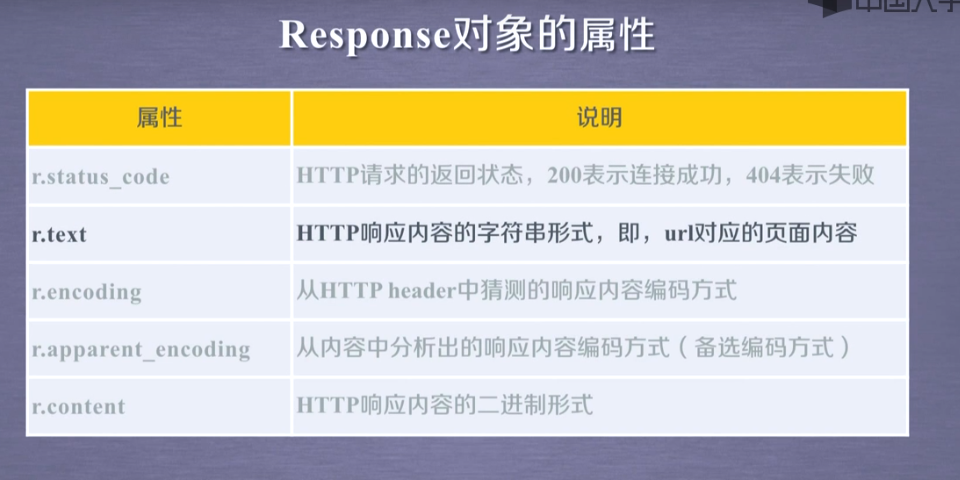 中国大学
Response对象的属性
属性 说明
r.status_code HTTP请求的返回状态，200表示连接成功，404表示失败
r.text HTTP响应内容的字符串形式，即，url对应的页面内容
r.encoding 从HTTP header中猜测的响应内容编码方式
r.apparent_encoding 从内容中分析出的响应内容编码方式（备选编码方式）
r.content HTTP响应内容的二进制形式